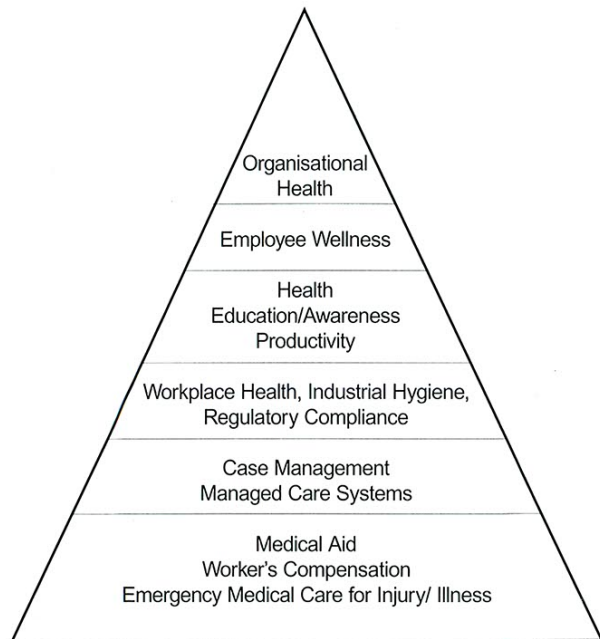 Organisational
Health
Employee Wellness
Health
Education/Awareness
Productivity
Workplace Health, Industrial Hygiene,
Regulatory Compliance
Case Management
Managed Care Systems
Medical Aid
Worker's Compensation
Emergency Medical Care for Injury/ Illness